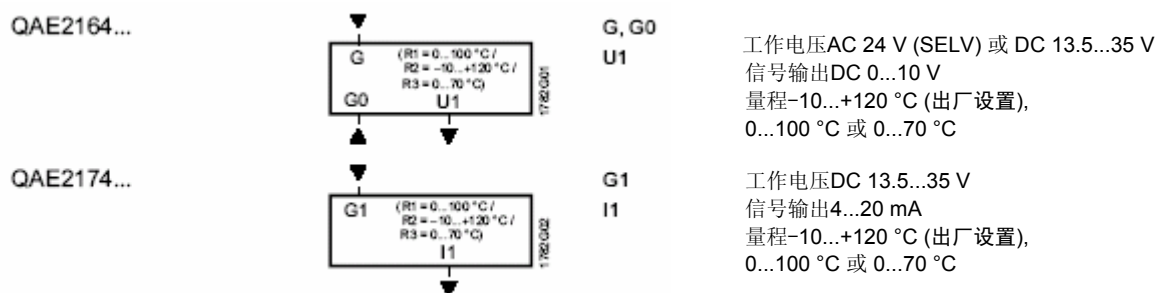 QAE2164...
G
(R1 = 0...100 °C /
R2 = –10...+120 °C /
R3 = 0...70 °C)
G0
U1
1782G01
G, G0
U1
工作电压AC 24 V (SELV) 或 DC 13.5...35 V
信号输出DC 0...10 V
量程−10...+120 °C (出厂设置),
0...100 °C 或 0...70 °C
QAE2174...
G1
(R1 = 0...100 °C /
R2 = –10...+120 °C /
R3 = 0...70 °C)
I1
1782G02
G1
I1
工作电压DC 13.5...35 V
信号输出4...20 mA
量程−10...+120 °C (出厂设置),
0...100 °C 或 0...70 °C